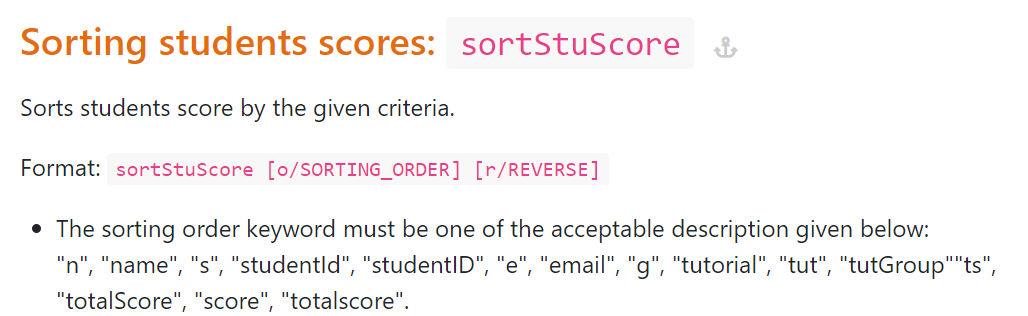 Sorting students scores: sortStuScore
Sorts students score by the given criteria.
Format: sortStuScore [o/SORTING_ORDER] [r/REVERSE]
• The sorting order keyword must be one of the acceptable description given below:
"n", "name", "s", "studentId", "studentID", "e", "email", "g", "tutorial", "tut", "tutGroup""ts",
"totalScore", "score", "totalscore".